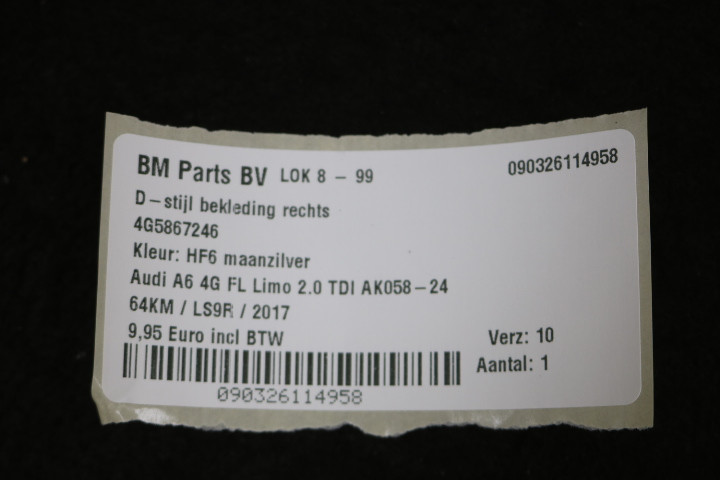 BM Parts BV LOK 8 - 99 090326114958
D-stijl bekleding rechts
4G5867246
Kleur: HF6 maanzilver
Audi A6 4G FL Limo 2.0 TDI AK058-24
64KM / LS9R / 2017
9,95 Euro incl BTW Verz: 10
Aantal: 1
090326114958